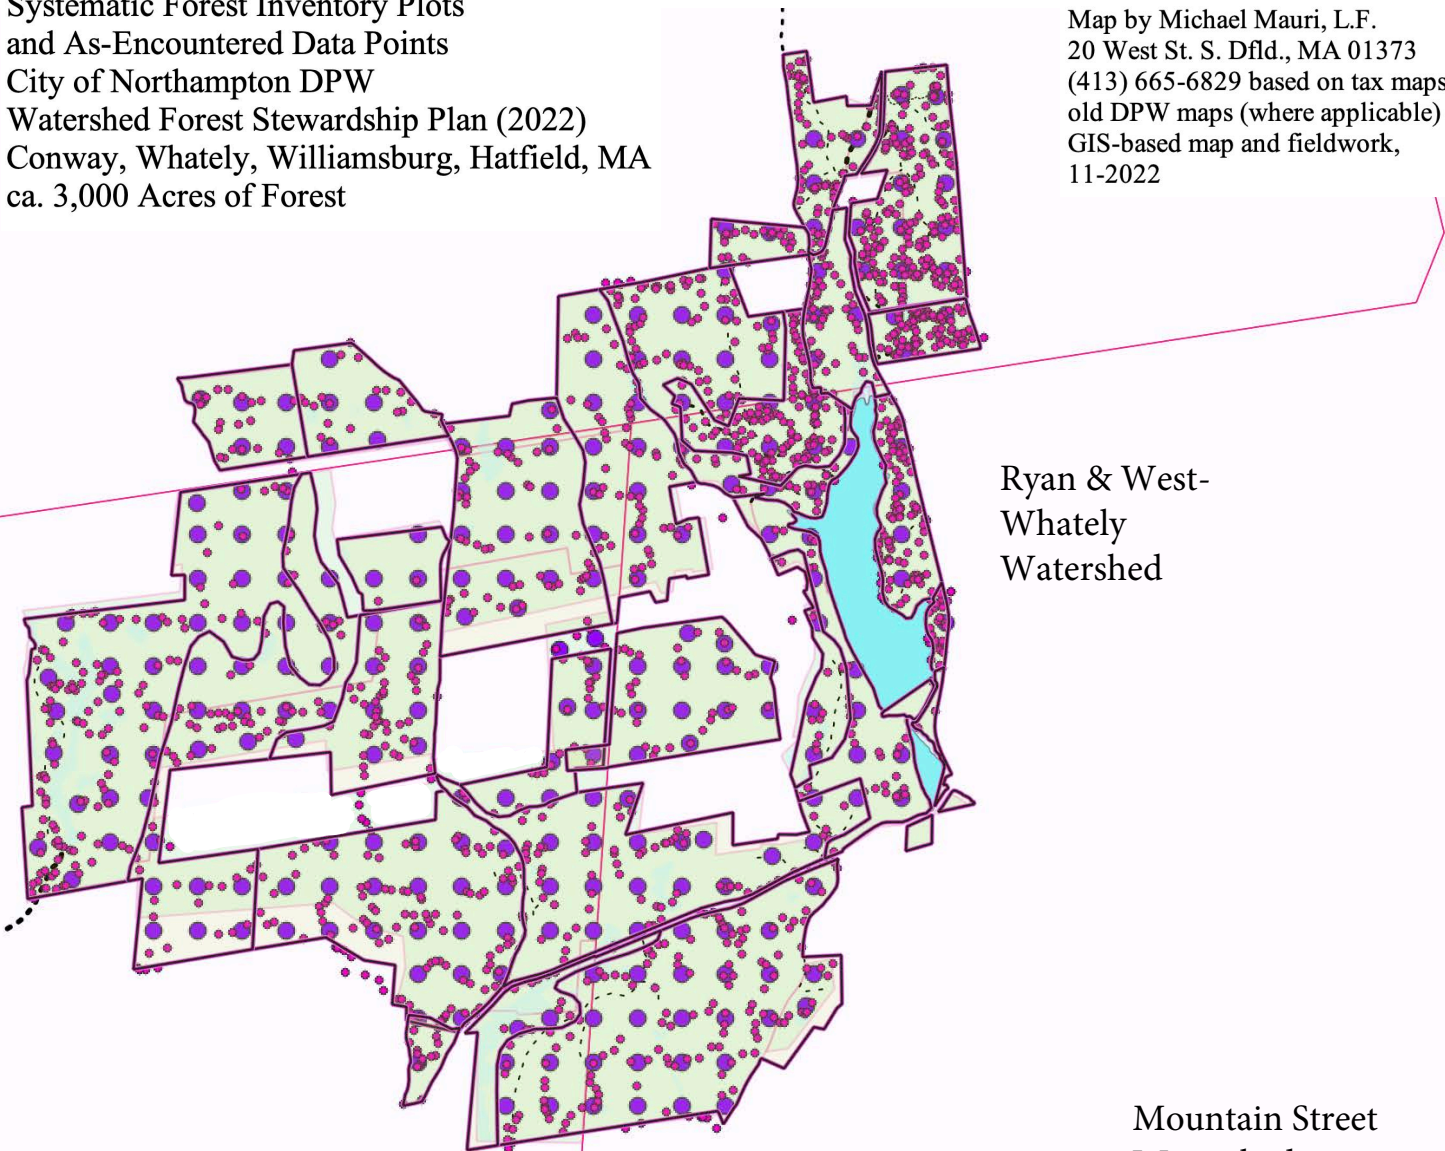 Systematic Forest Inventory Plots
and As-Encountered Data Points
City of Northampton DPW
Watershed Forest Stewardship Plan (2022)
Conway, Whately, Williamsburg, Hatfield, MA
ca. 3,000 Acres of Forest
Map by Michael Mauri, L.F.
20 West St. S. Dfld., MA 01373
(413) 665-6829 based on tax maps
old DPW maps (where applicable)
GIS-based map and fieldwork,
11-2022
Ryan & West-
Whately
Watershed
Mountain Street